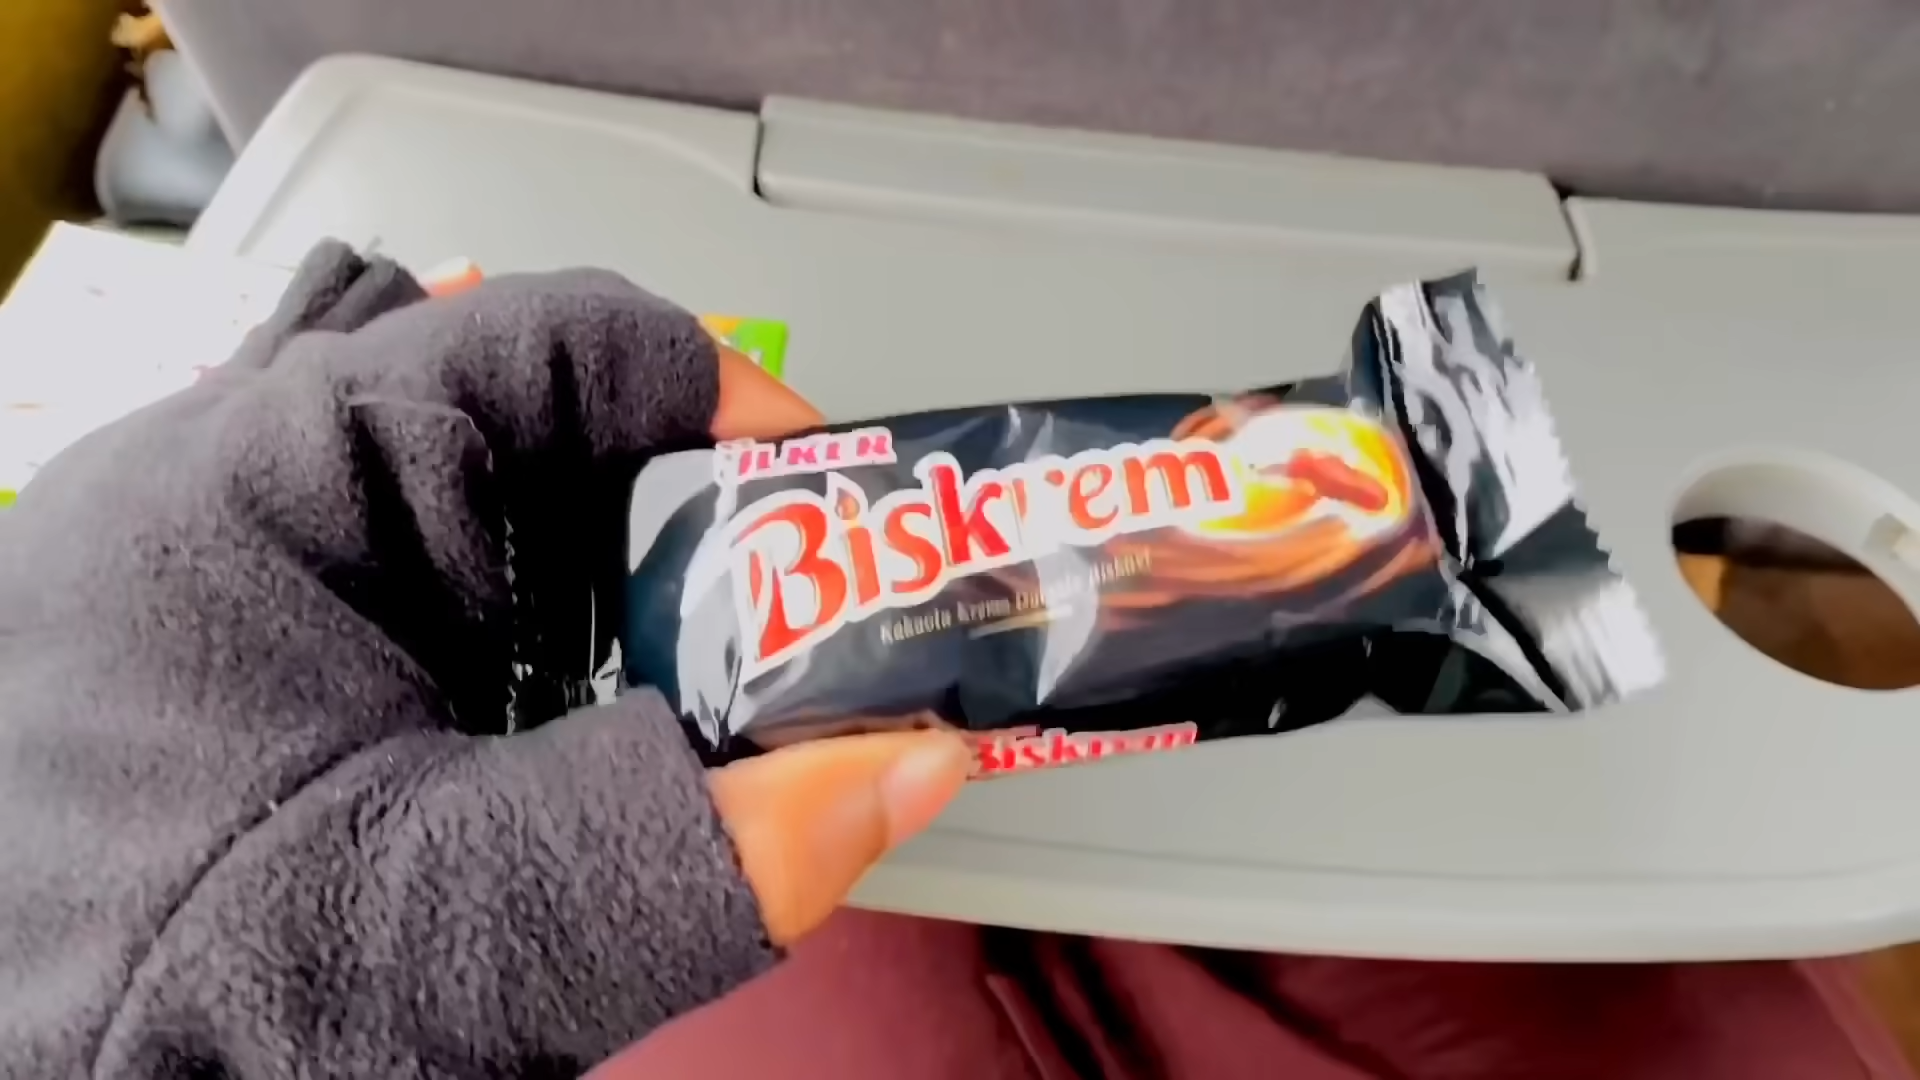 ÜLKER
Biskrem
Kakaolu Krema Dolgulu Bisküvi
Biskrem